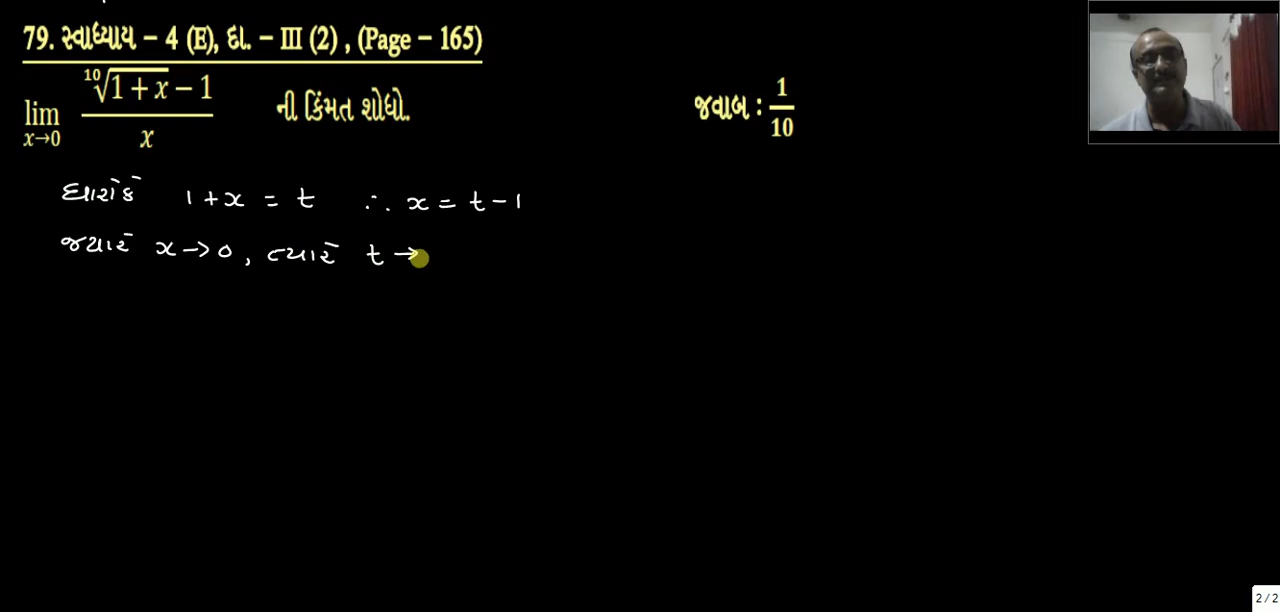 79. સ્વાધ્યાય – 4 (E), દા. – III (2) , (Page – 165)
lim x→0 (¹⁰√(1 + x) − 1) / x ની કિંમત શોધો. જવાબ : 1/10
ધારોકે 1 + x = t ∴ x = t − 1
જ્યારે x → 0, ત્યારે t →
2 / 2